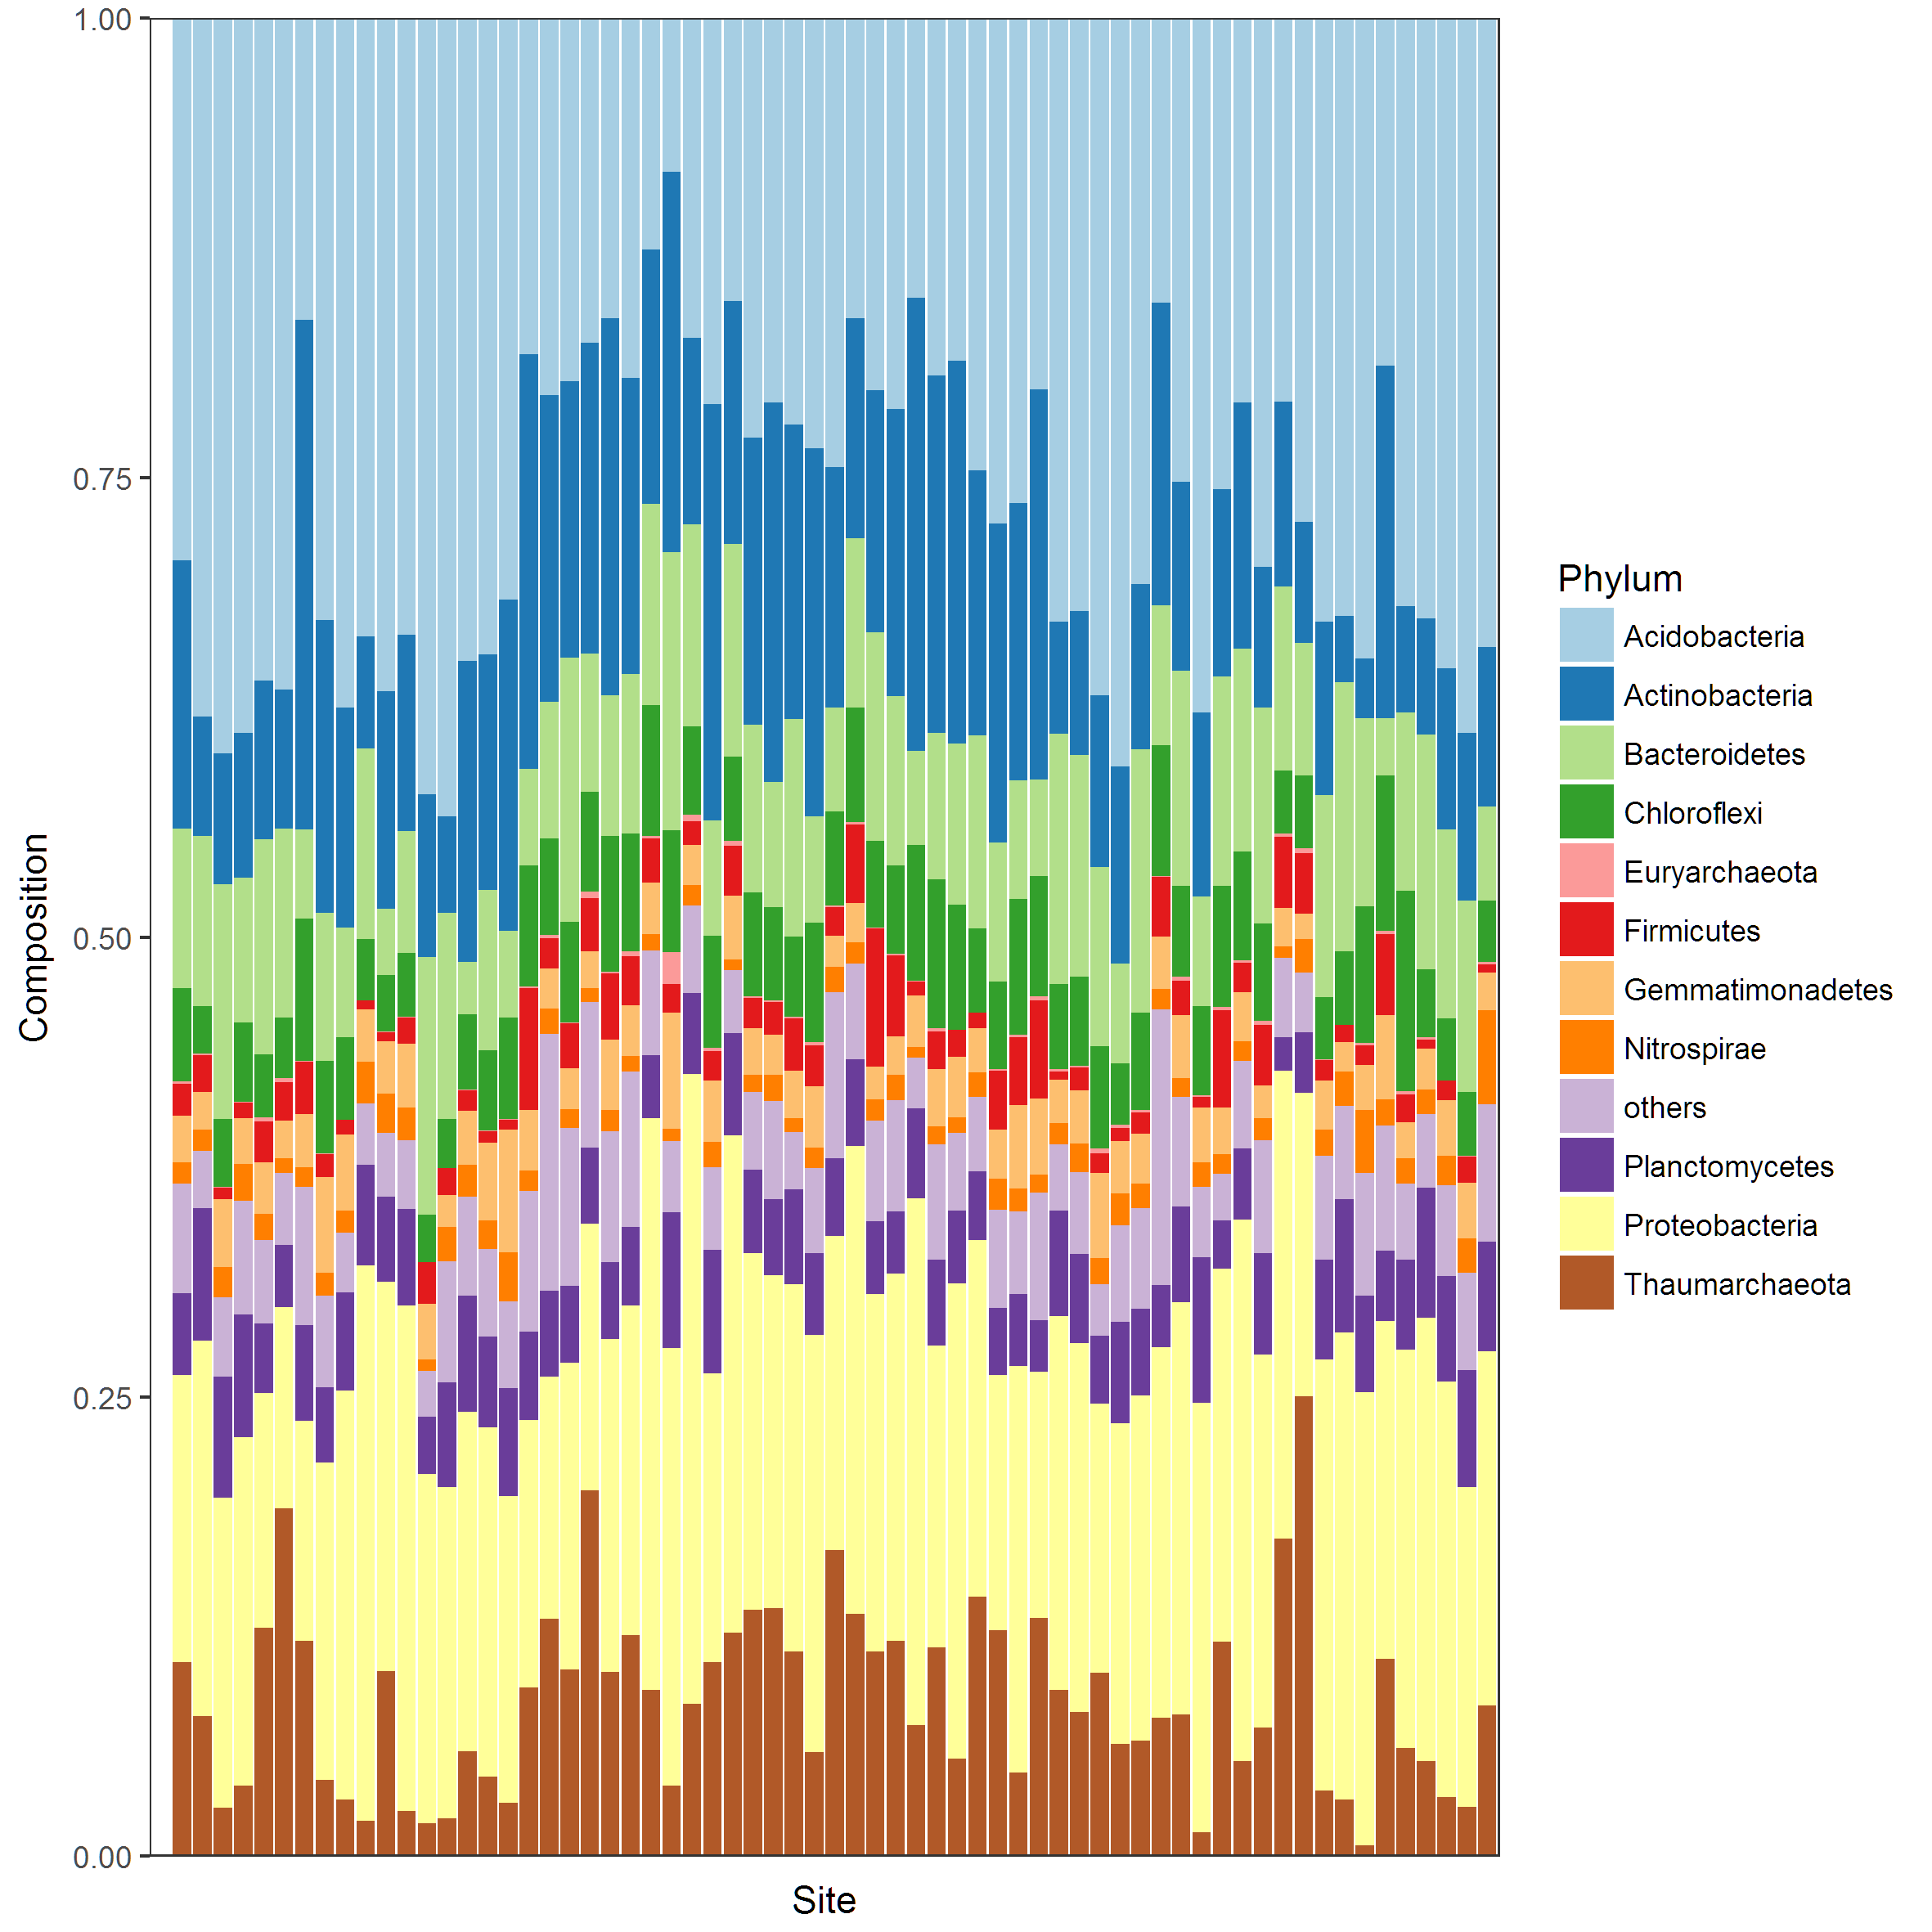 1.00
0.75
0.50
0.25
0.00
Composition
Site
Phylum
Acidobacteria
Actinobacteria
Bacteroidetes
Chloroflexi
Euryarchaeota
Firmicutes
Gemmatimonadetes
Nitrospirae
others
Planctomycetes
Proteobacteria
Thaumarchaeota